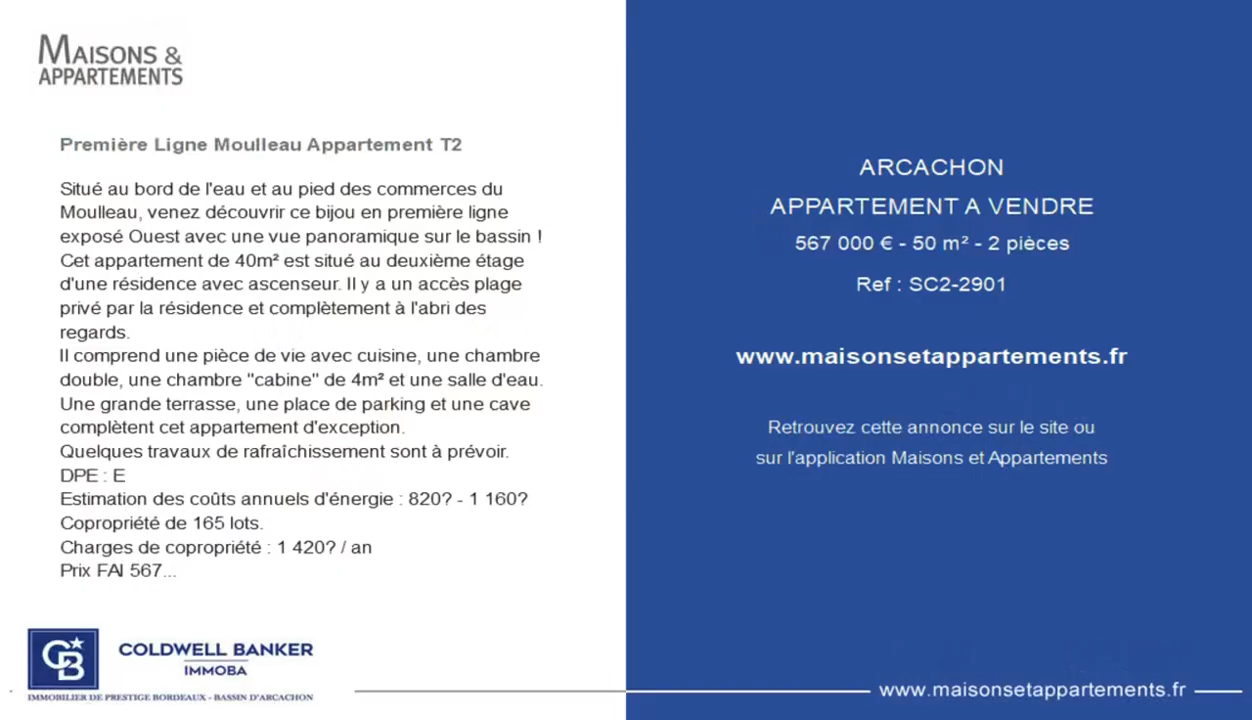 MAISONS &
APPARTEMENTS
Première Ligne Moulleau Appartement T2
Situé au bord de l'eau et au pied des commerces du
Moulleau, venez découvrir ce bijou en première ligne
exposé Ouest avec une vue panoramique sur le bassin !
Cet appartement de 40m² est situé au deuxième étage
d'une résidence avec ascenseur. Il y a un accès plage
privé par la résidence et complètement à l'abri des
regards.
Il comprend une pièce de vie avec cuisine, une chambre
double, une chambre "cabine" de 4m² et une salle d'eau.
Une grande terrasse, une place de parking et une cave
complètent cet appartement d'exception.
Quelques travaux de rafraîchissement sont à prévoir.
DPE : E
Estimation des coûts annuels d'énergie : 820? - 1 160?
Copropriété de 165 lots.
Charges de copropriété : 1 420? / an
Prix FAI 567...
CB
COLDWELL BANKER
IMMOBA
IMMOBILIER DE PRESTIGE BORDEAUX - BASSIN D'ARCACHON
ARCACHON
APPARTEMENT A VENDRE
567 000 € - 50 m² - 2 pièces
Ref : SC2-2901
www.maisonsetappartements.fr
Retrouvez cette annonce sur le site ou
sur l'application Maisons et Appartements
www.maisonsetappartements.fr